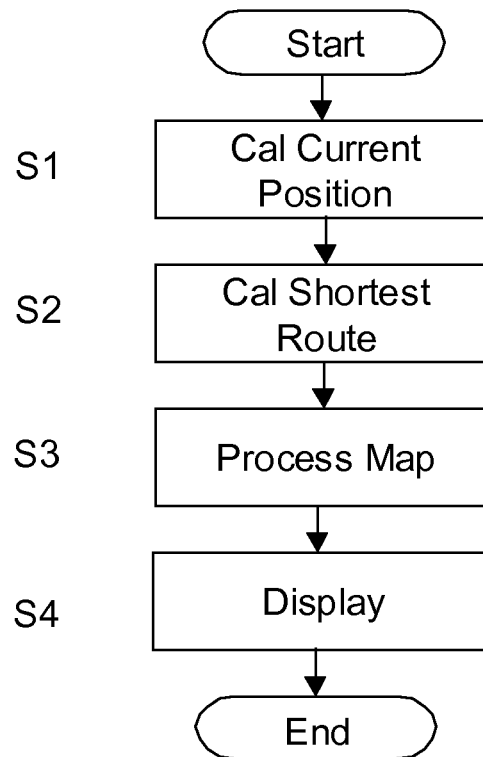 Start
S1
Cal Current
Position
S2
Cal Shortest
Route
S3
Process Map
S4
Display
End